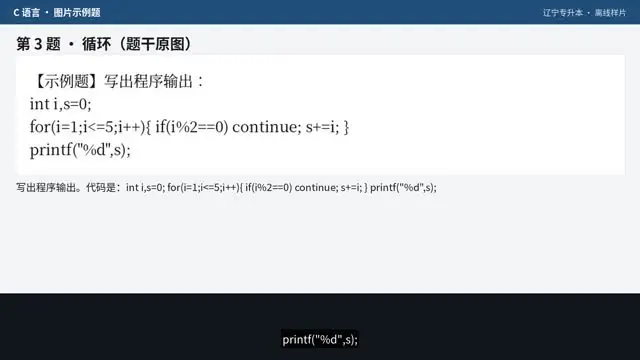 C 语言 · 图片示例题
辽宁专升本 · 离线样片
第 3 题 · 循环（题干原图）
【示例题】写出程序输出：
int i,s=0;
for(i=1;i<=5;i++){ if(i%2==0) continue; s+=i; }
printf("%d",s);
写出程序输出。代码是：int i,s=0; for(i=1;i<=5;i++){ if(i%2==0) continue; s+=i; } printf("%d",s);
printf("%d",s);